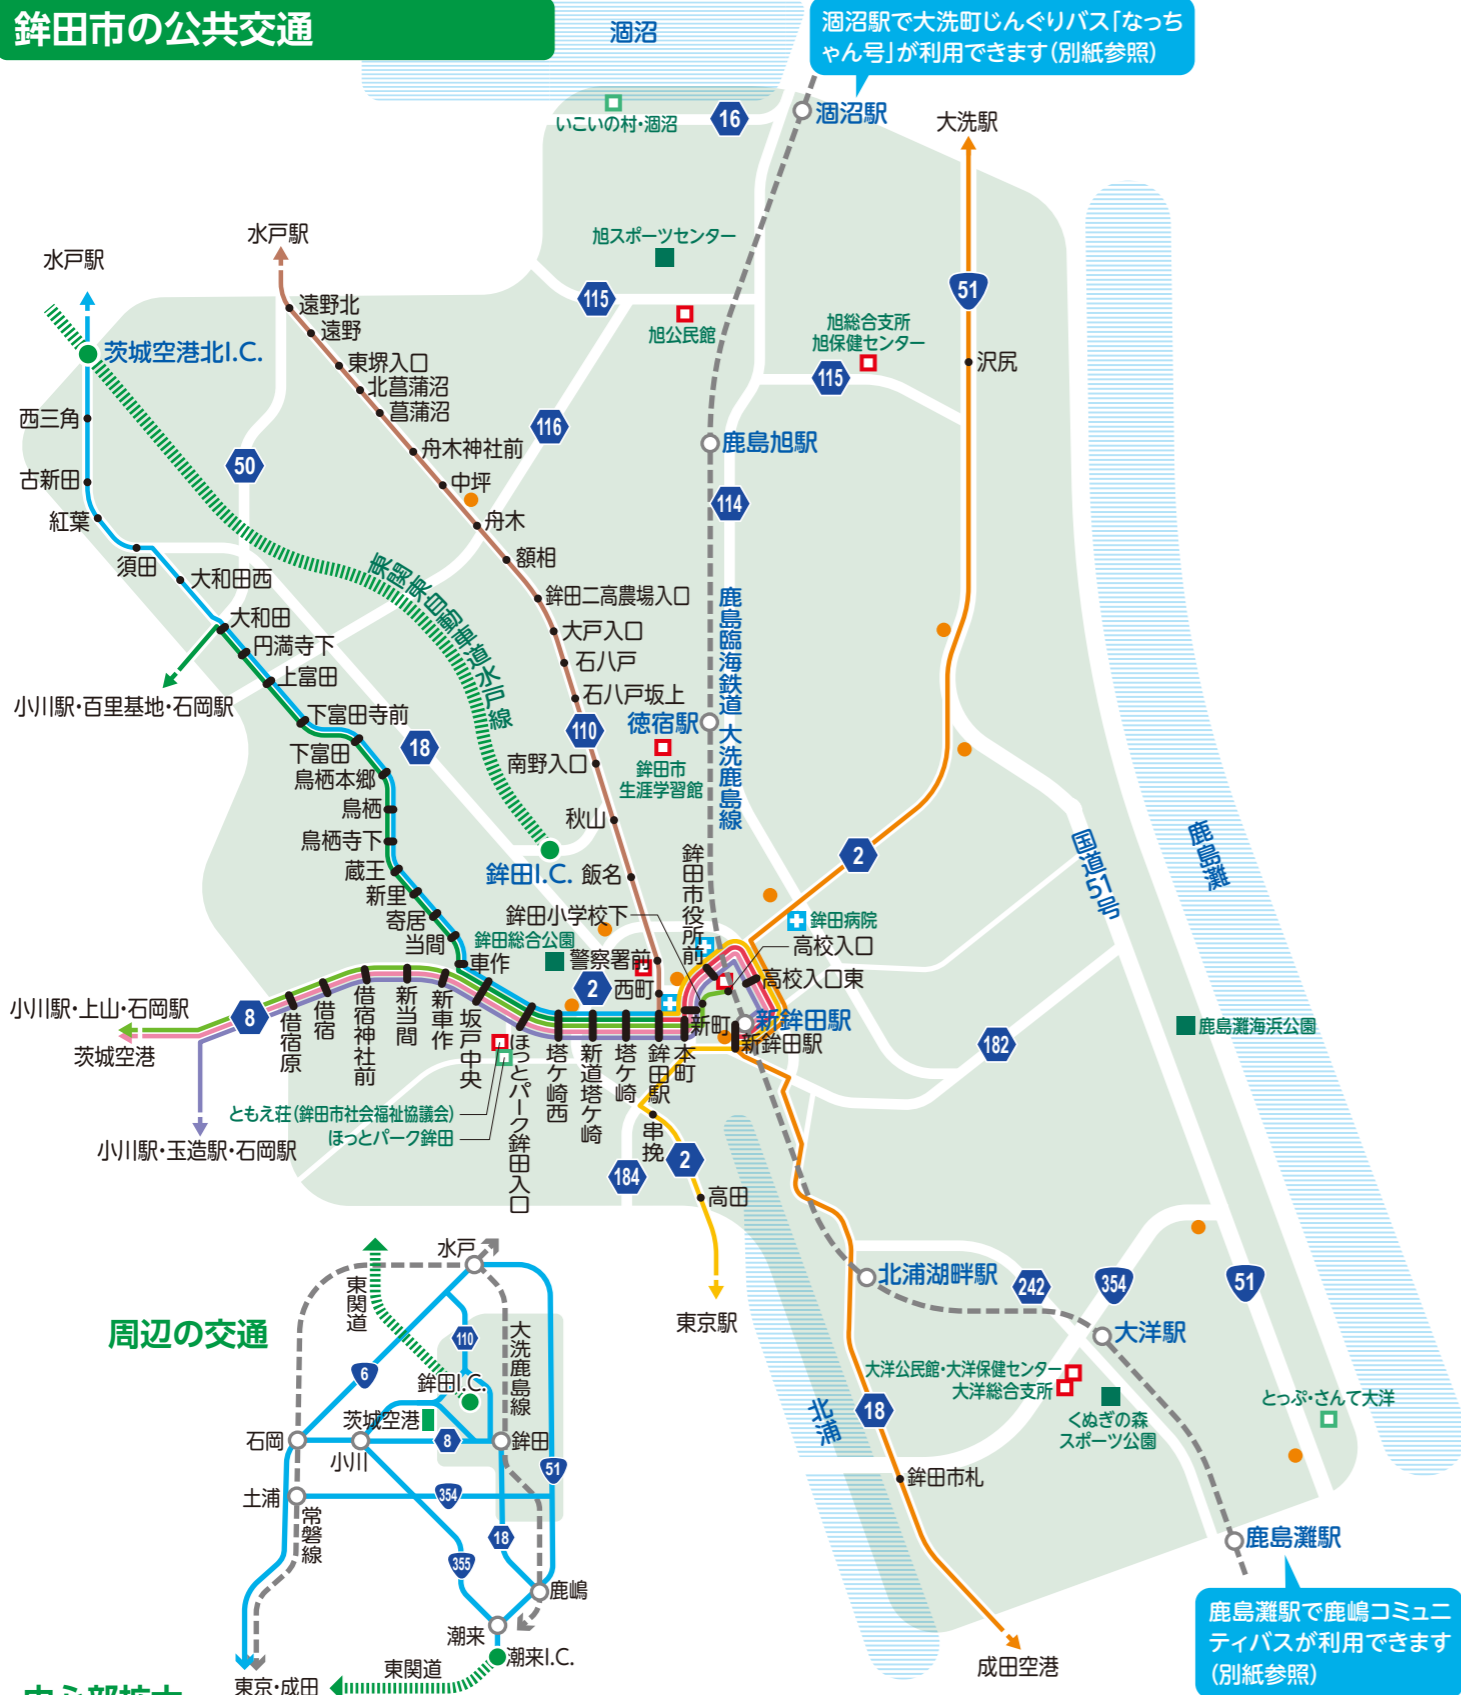 鉾田市の公共交通
涸沼
涸沼駅で大洗町じんぐりバス「なっち
ゃん号」が利用できます(別紙参照)
いこいの村・涸沼
16
涸沼駅
大洗駅
水戸駅
水戸駅
旭スポーツセンター
遠野北
遠野
茨城空港北I.C.
115
旭公民館
旭総合支所
旭保健センター
51
東堺入口
北菖蒲沼
菖蒲沼
115
沢尻
西三角
116
舟木神社前
鹿島旭駅
50
古新田
中坪
114
紅葉
舟木
須田
額相
大和田西
東関東自動車道水戸線
鉾田二高農場入口
鹿島臨海鉄道 大洗鹿島線
大和田
大戸入口
円満寺下
石八戸
上富田
石八戸坂上
小川駅・百里基地・石岡駅
下富田寺前
110
徳宿駅
18
下富田
鉾田市
生涯学習館
南野入口
鳥栖本郷
鳥栖
秋山
鳥栖寺下
国道51号
鹿島灘
2
蔵王
鉾田I.C.
飯名
鉾田市役所前
新里
鉾田小学校下
寄居
鉾田病院
当間
鉾田総合公園
高校入口
車作
警察署前
高校入口東
2
西町
小川駅・上山・石岡駅
8
新町
新鉾田駅
新鉾田駅
鹿島灘海浜公園
182
茨城空港
借宿原
借宿
借宿神社前
新当間
新車作
坂戸中央
ほっとパーク鉾田入口
塔ケ崎西
新道塔ケ崎
塔ケ崎
鉾田駅
本町
ともえ荘(鉾田市社会福祉協議会)
ほっとパーク鉾田
小川駅・玉造駅・石岡駅
串挽
2
184
高田
東京駅
北浦湖畔駅
242
354
51
大洋駅
大洋公民館・大洋保健センター
大洋総合支所
くぬぎの森
スポーツ公園
とっぷ・さんて大洋
北浦
18
鉾田市札
鹿島灘駅
鹿島灘駅で鹿嶋コミュニ
ティバスが利用できます
(別紙参照)
成田空港
周辺の交通
水戸
東関道
110
大洗鹿島線
6
鉾田I.C.
茨城空港
石岡
小川
8
鉾田
51
土浦
354
常磐線
18
355
鹿嶋
潮来
潮来I.C.
東関道
東京・成田